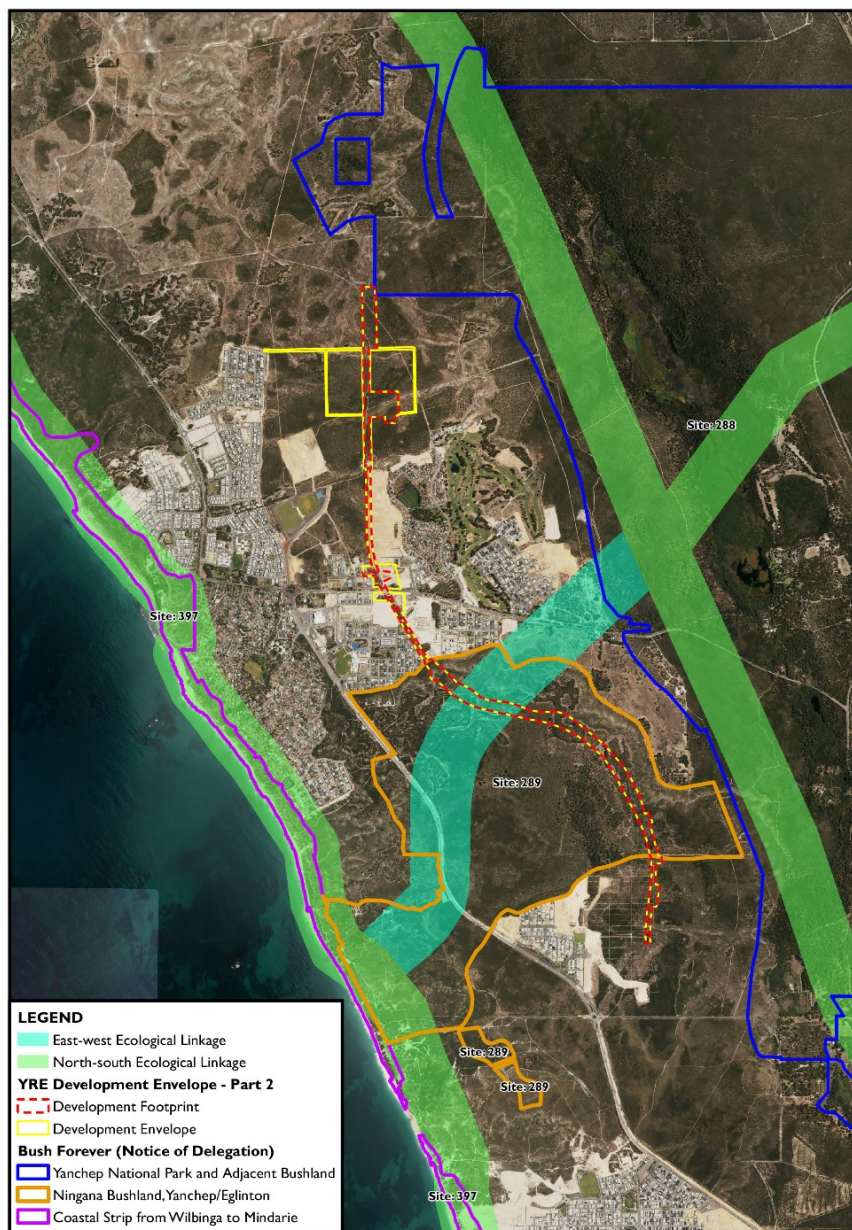 Site: 288
Site: 397
Site: 289
Site: 289
Site: 289
Site: 397
LEGEND
East-west Ecological Linkage
North-south Ecological Linkage
YRE Development Envelope - Part 2
Development Footprint
Development Envelope
Bush Forever (Notice of Delegation)
Yanchep National Park and Adjacent Bushland
Ningana Bushland,Yanchep/Eglinton
Coastal Strip from Wilbinga to Mindarie